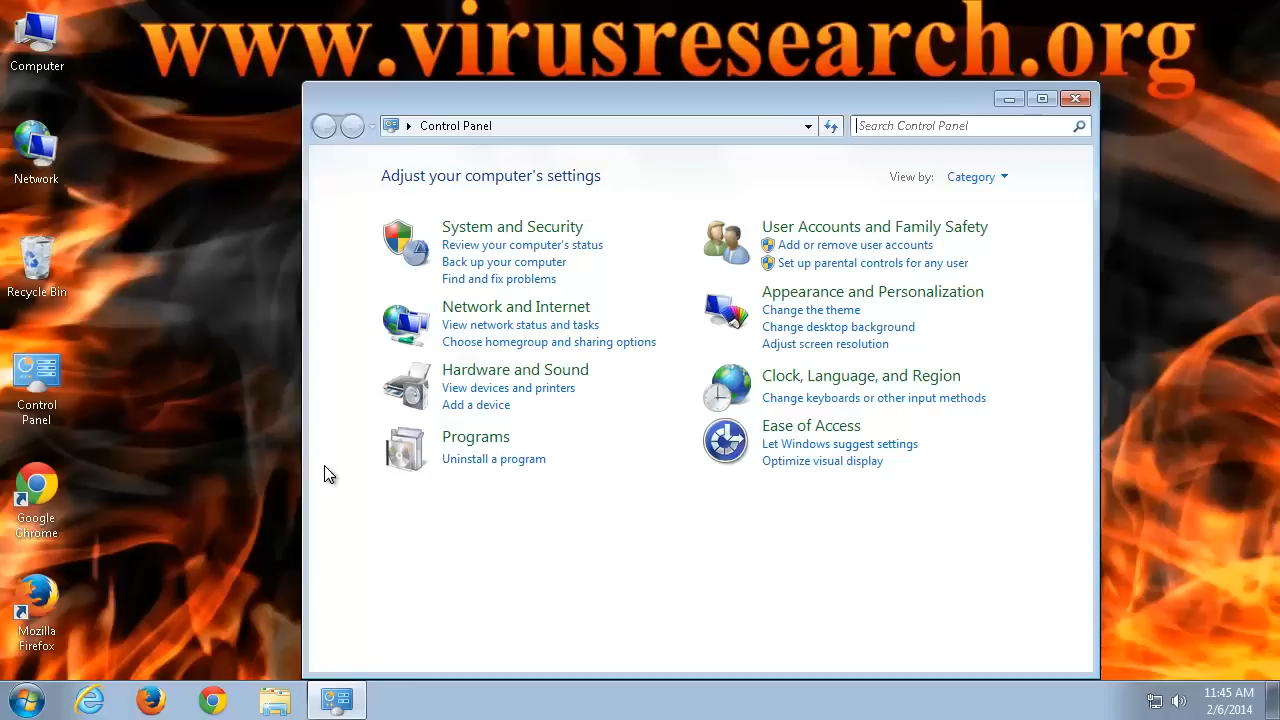 www.virusresearch.org
Computer
Network
Recycle Bin
Control
Panel
Google
Chrome
Mozilla
Firefox
Control Panel
Search Control Panel
Adjust your computer's settings
View by: Category
System and Security
Review your computer's status
Back up your computer
Find and fix problems
Network and Internet
View network status and tasks
Choose homegroup and sharing options
Hardware and Sound
View devices and printers
Add a device
Programs
Uninstall a program
User Accounts and Family Safety
Add or remove user accounts
Set up parental controls for any user
Appearance and Personalization
Change the theme
Change desktop background
Adjust screen resolution
Clock, Language, and Region
Change keyboards or other input methods
Ease of Access
Let Windows suggest settings
Optimize visual display
11:45 AM
2/6/2014